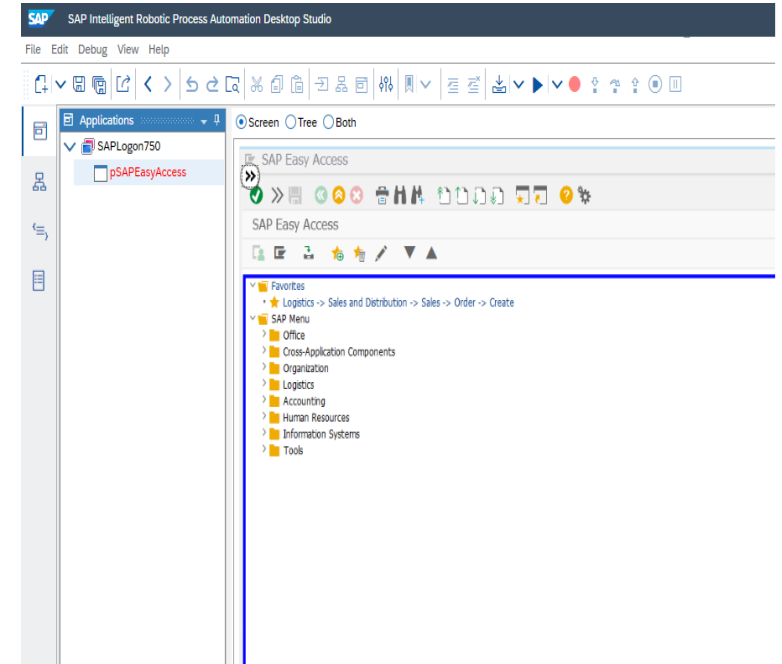 SAP SAP Intelligent Robotic Process Automation Desktop Studio
File Edit Debug View Help
Applications
Screen Tree Both
SAPLogon750
pSAPEasyAccess
SAP Easy Access
SAP Easy Access
Favorites
Logistics -> Sales and Distribution -> Sales -> Order -> Create
SAP Menu
Office
Cross-Application Components
Organization
Logistics
Accounting
Human Resources
Information Systems
Tools